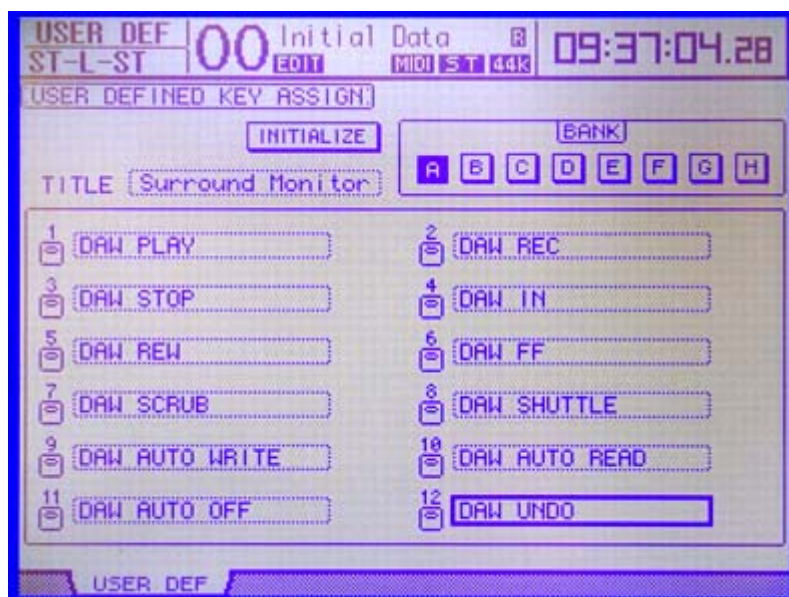 USER DEF
ST-L-ST
00 Initial Data R
EDIT MIDI ST 44K
09:37:04.28
USER DEFINED KEY ASSIGN
INITIALIZE
BANK
A B C D E F G H
TITLE Surround Monitor
1 DAW PLAY
2 DAW REC
3 DAW STOP
4 DAW IN
5 DAW REW
6 DAW FF
7 DAW SCRUB
8 DAW SHUTTLE
9 DAW AUTO WRITE
10 DAW AUTO READ
11 DAW AUTO OFF
12 DAW UNDO
USER DEF